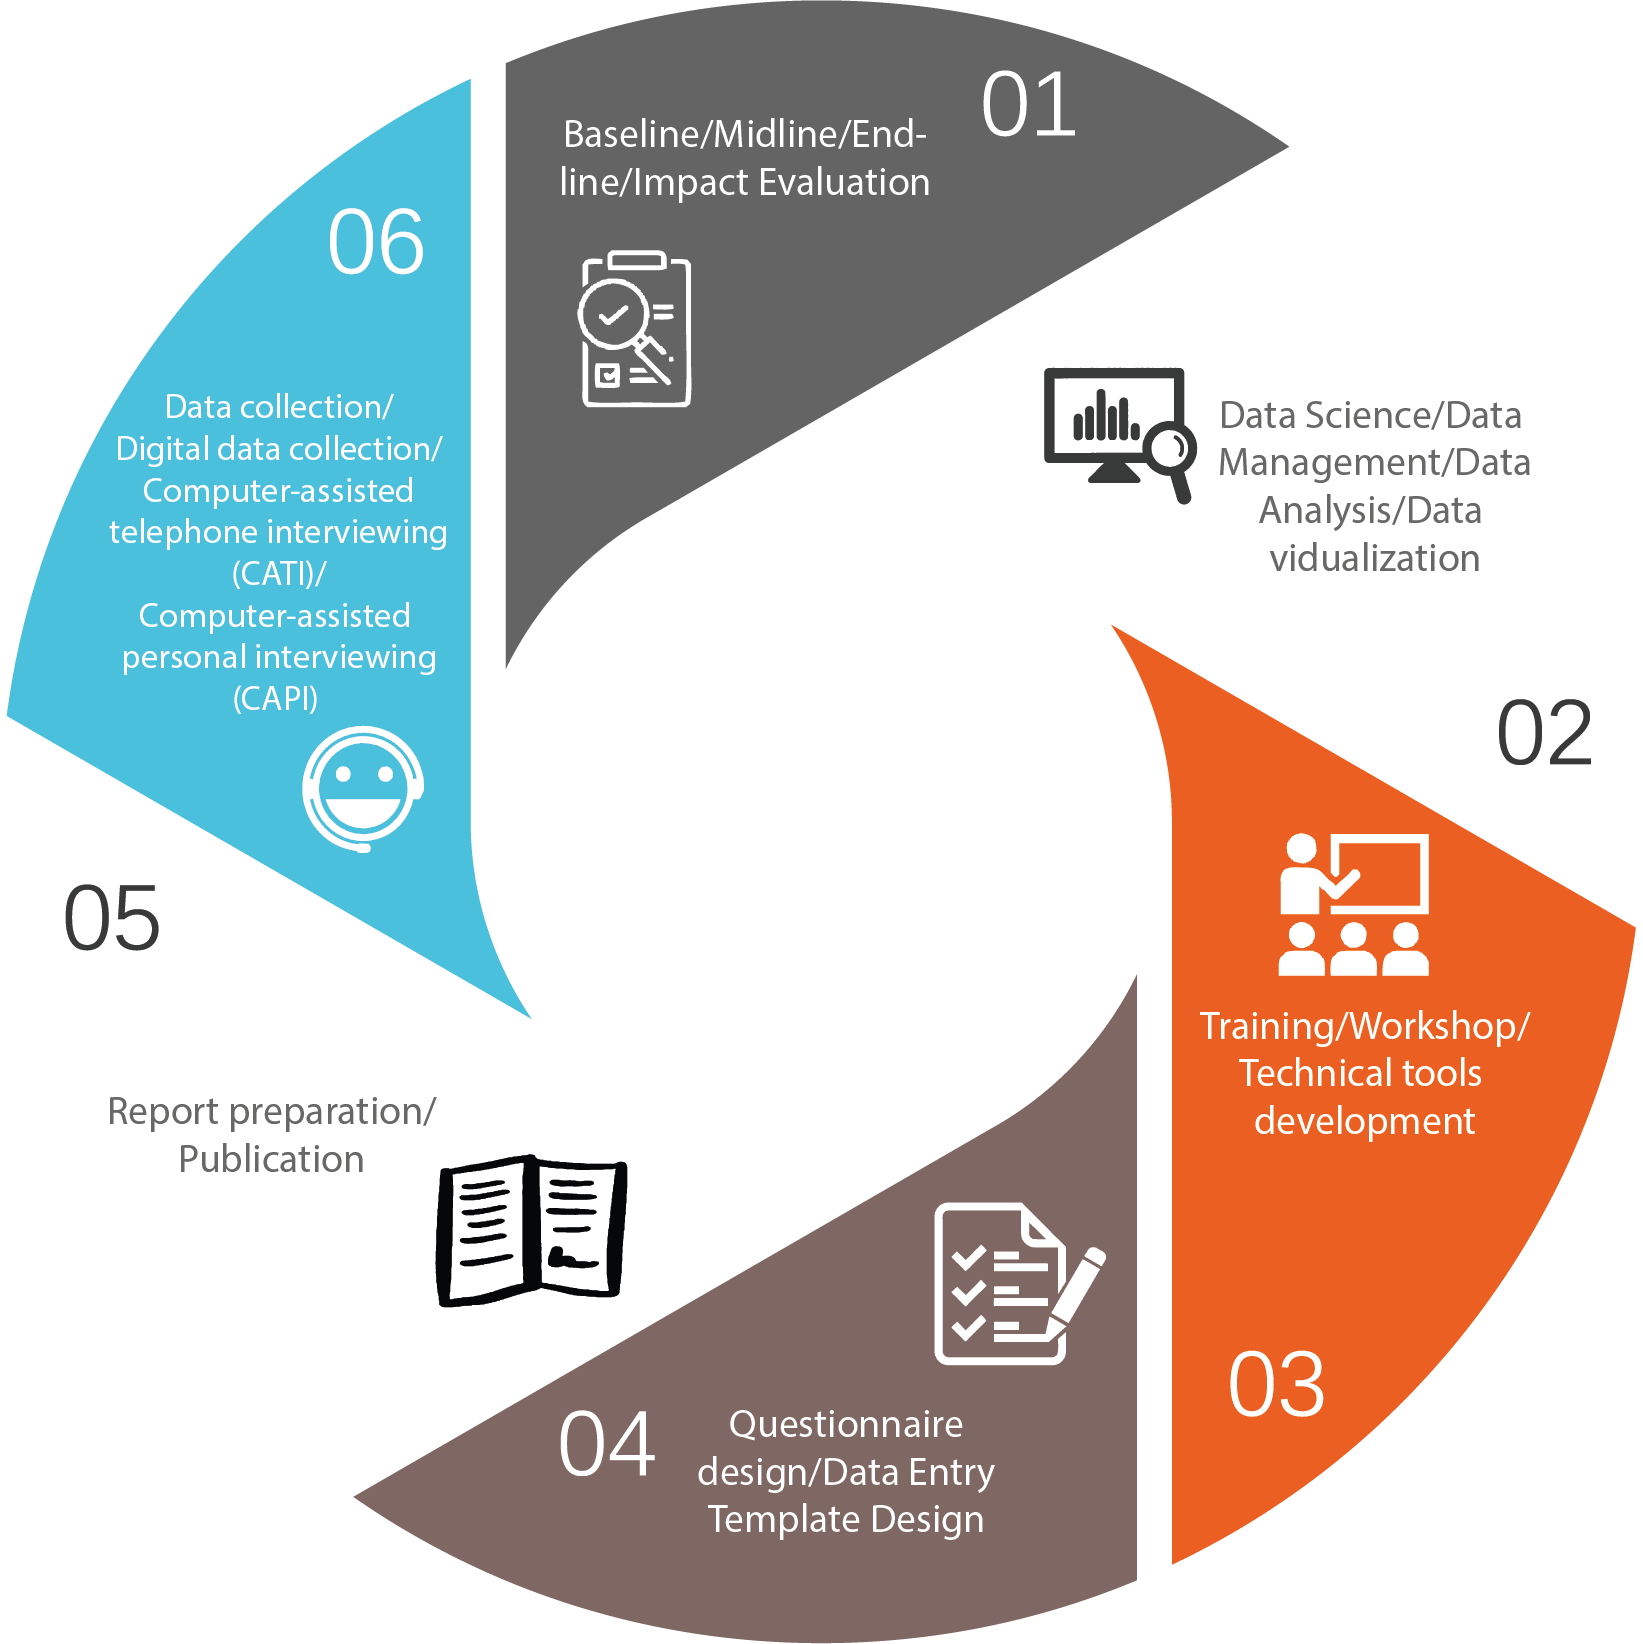 01
Baseline/Midline/End-
line/Impact Evaluation
Data Science/Data
Management/Data
Analysis/Data
vidualization
02
Training/Workshop/
Technical tools
development
03
04
Questionnaire
design/Data Entry
Template Design
05
Report preparation/
Publication
06
Data collection/
Digital data collection/
Computer-assisted
telephone interviewing
(CATI)/
Computer-assisted
personal interviewing
(CAPI)